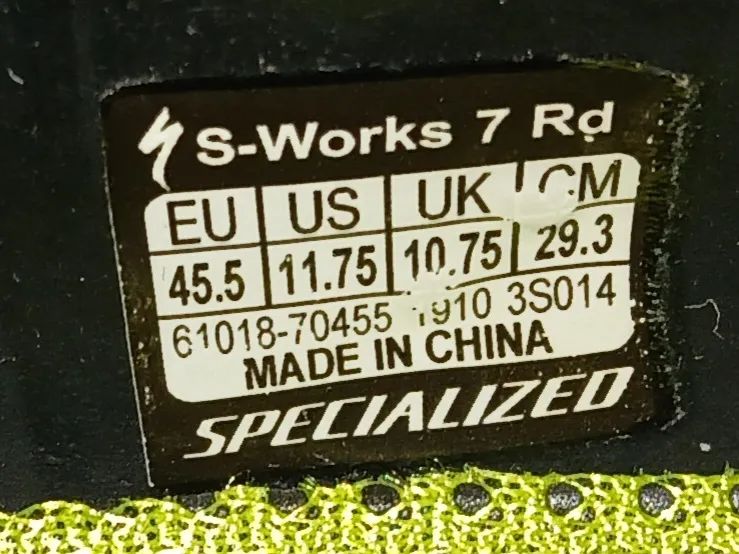 S-Works 7 Rd
EU US UK CM
45.5 11.75 10.75 29.3
61018-70455 1910 3S014
MADE IN CHINA
SPECIALIZED